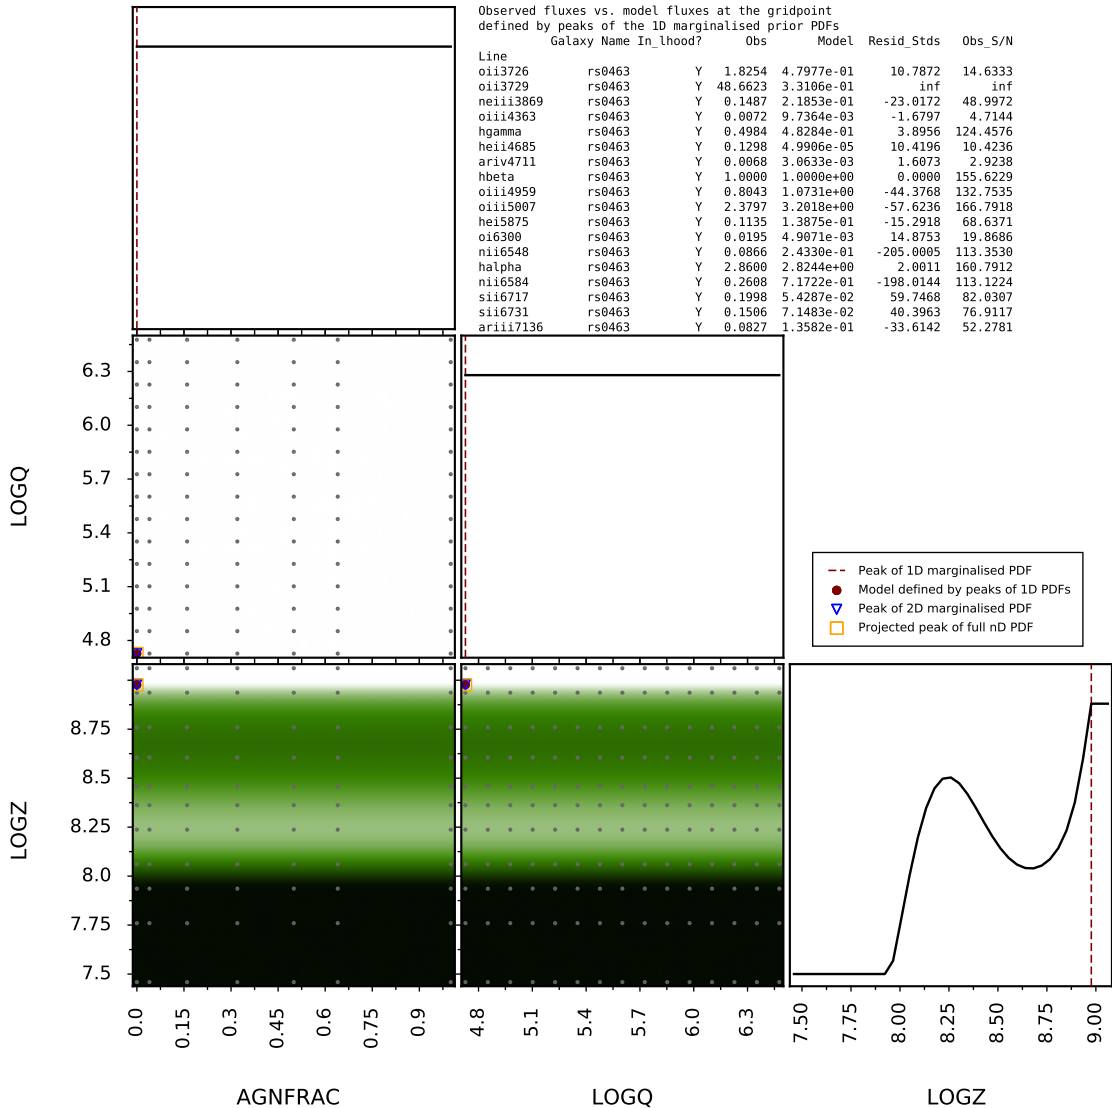 Observed fluxes vs. model fluxes at the gridpoint
defined by peaks of the 1D marginalised prior PDFs
Galaxy Name In_lhood? Obs Model Resid_Stds Obs_S/N
Line
oii3726 rs0463 Y 1.8254 4.7977e-01 10.7872 14.6333
oii3729 rs0463 Y 48.6623 3.3106e-01 inf inf
neiii3869 rs0463 Y 0.1487 2.1853e-01 -23.0172 48.9972
oiii4363 rs0463 Y 0.0072 9.7364e-03 -1.6797 4.7144
hgamma rs0463 Y 0.4984 4.8284e-01 3.8956 124.4576
heii4685 rs0463 Y 0.1298 4.9906e-05 10.4196 10.4236
ariv4711 rs0463 Y 0.0068 3.0633e-03 1.6073 2.9238
hbeta rs0463 Y 1.0000 1.0000e+00 0.0000 155.6229
oiii4959 rs0463 Y 0.8043 1.0731e+00 -44.3768 132.7535
oiii5007 rs0463 Y 2.3797 3.2018e+00 -57.6236 166.7918
hei5875 rs0463 Y 0.1135 1.3875e-01 -15.2918 68.6371
oi6300 rs0463 Y 0.0195 4.9071e-03 14.8753 19.8686
nii6548 rs0463 Y 0.0866 2.4330e-01 -205.0005 113.3530
halpha rs0463 Y 2.8600 2.8244e+00 2.0011 160.7912
nii6584 rs0463 Y 0.2608 7.1722e-01 -198.0144 113.1224
sii6717 rs0463 Y 0.1998 5.4287e-02 59.7468 82.0307
sii6731 rs0463 Y 0.1506 7.1483e-02 40.3963 76.9117
ariii7136 rs0463 Y 0.0827 1.3582e-01 -33.6142 52.2781
LOGQ
6.3
6.0
5.7
5.4
5.1
4.8
Peak of 1D marginalised PDF
Model defined by peaks of 1D PDFs
Peak of 2D marginalised PDF
Projected peak of full nD PDF
LOGZ
8.75
8.5
8.25
8.0
7.75
7.5
0.0 0.15 0.3 0.45 0.6 0.75 0.9
4.8 5.1 5.4 5.7 6.0 6.3
7.50 7.75 8.00 8.25 8.50 8.75 9.00
AGNFRAC LOGQ LOGZ